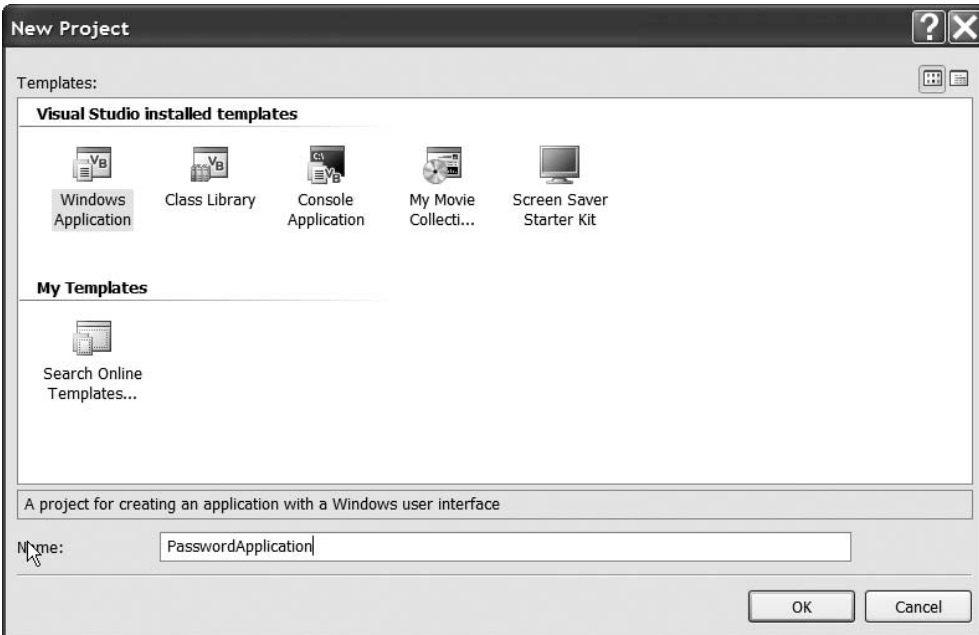 New Project
Templates:
Visual Studio installed templates
Windows Application
Class Library
Console Application
My Movie Collecti...
Screen Saver Starter Kit
My Templates
Search Online Templates...
A project for creating an application with a Windows user interface
Name:
PasswordApplication
OK
Cancel